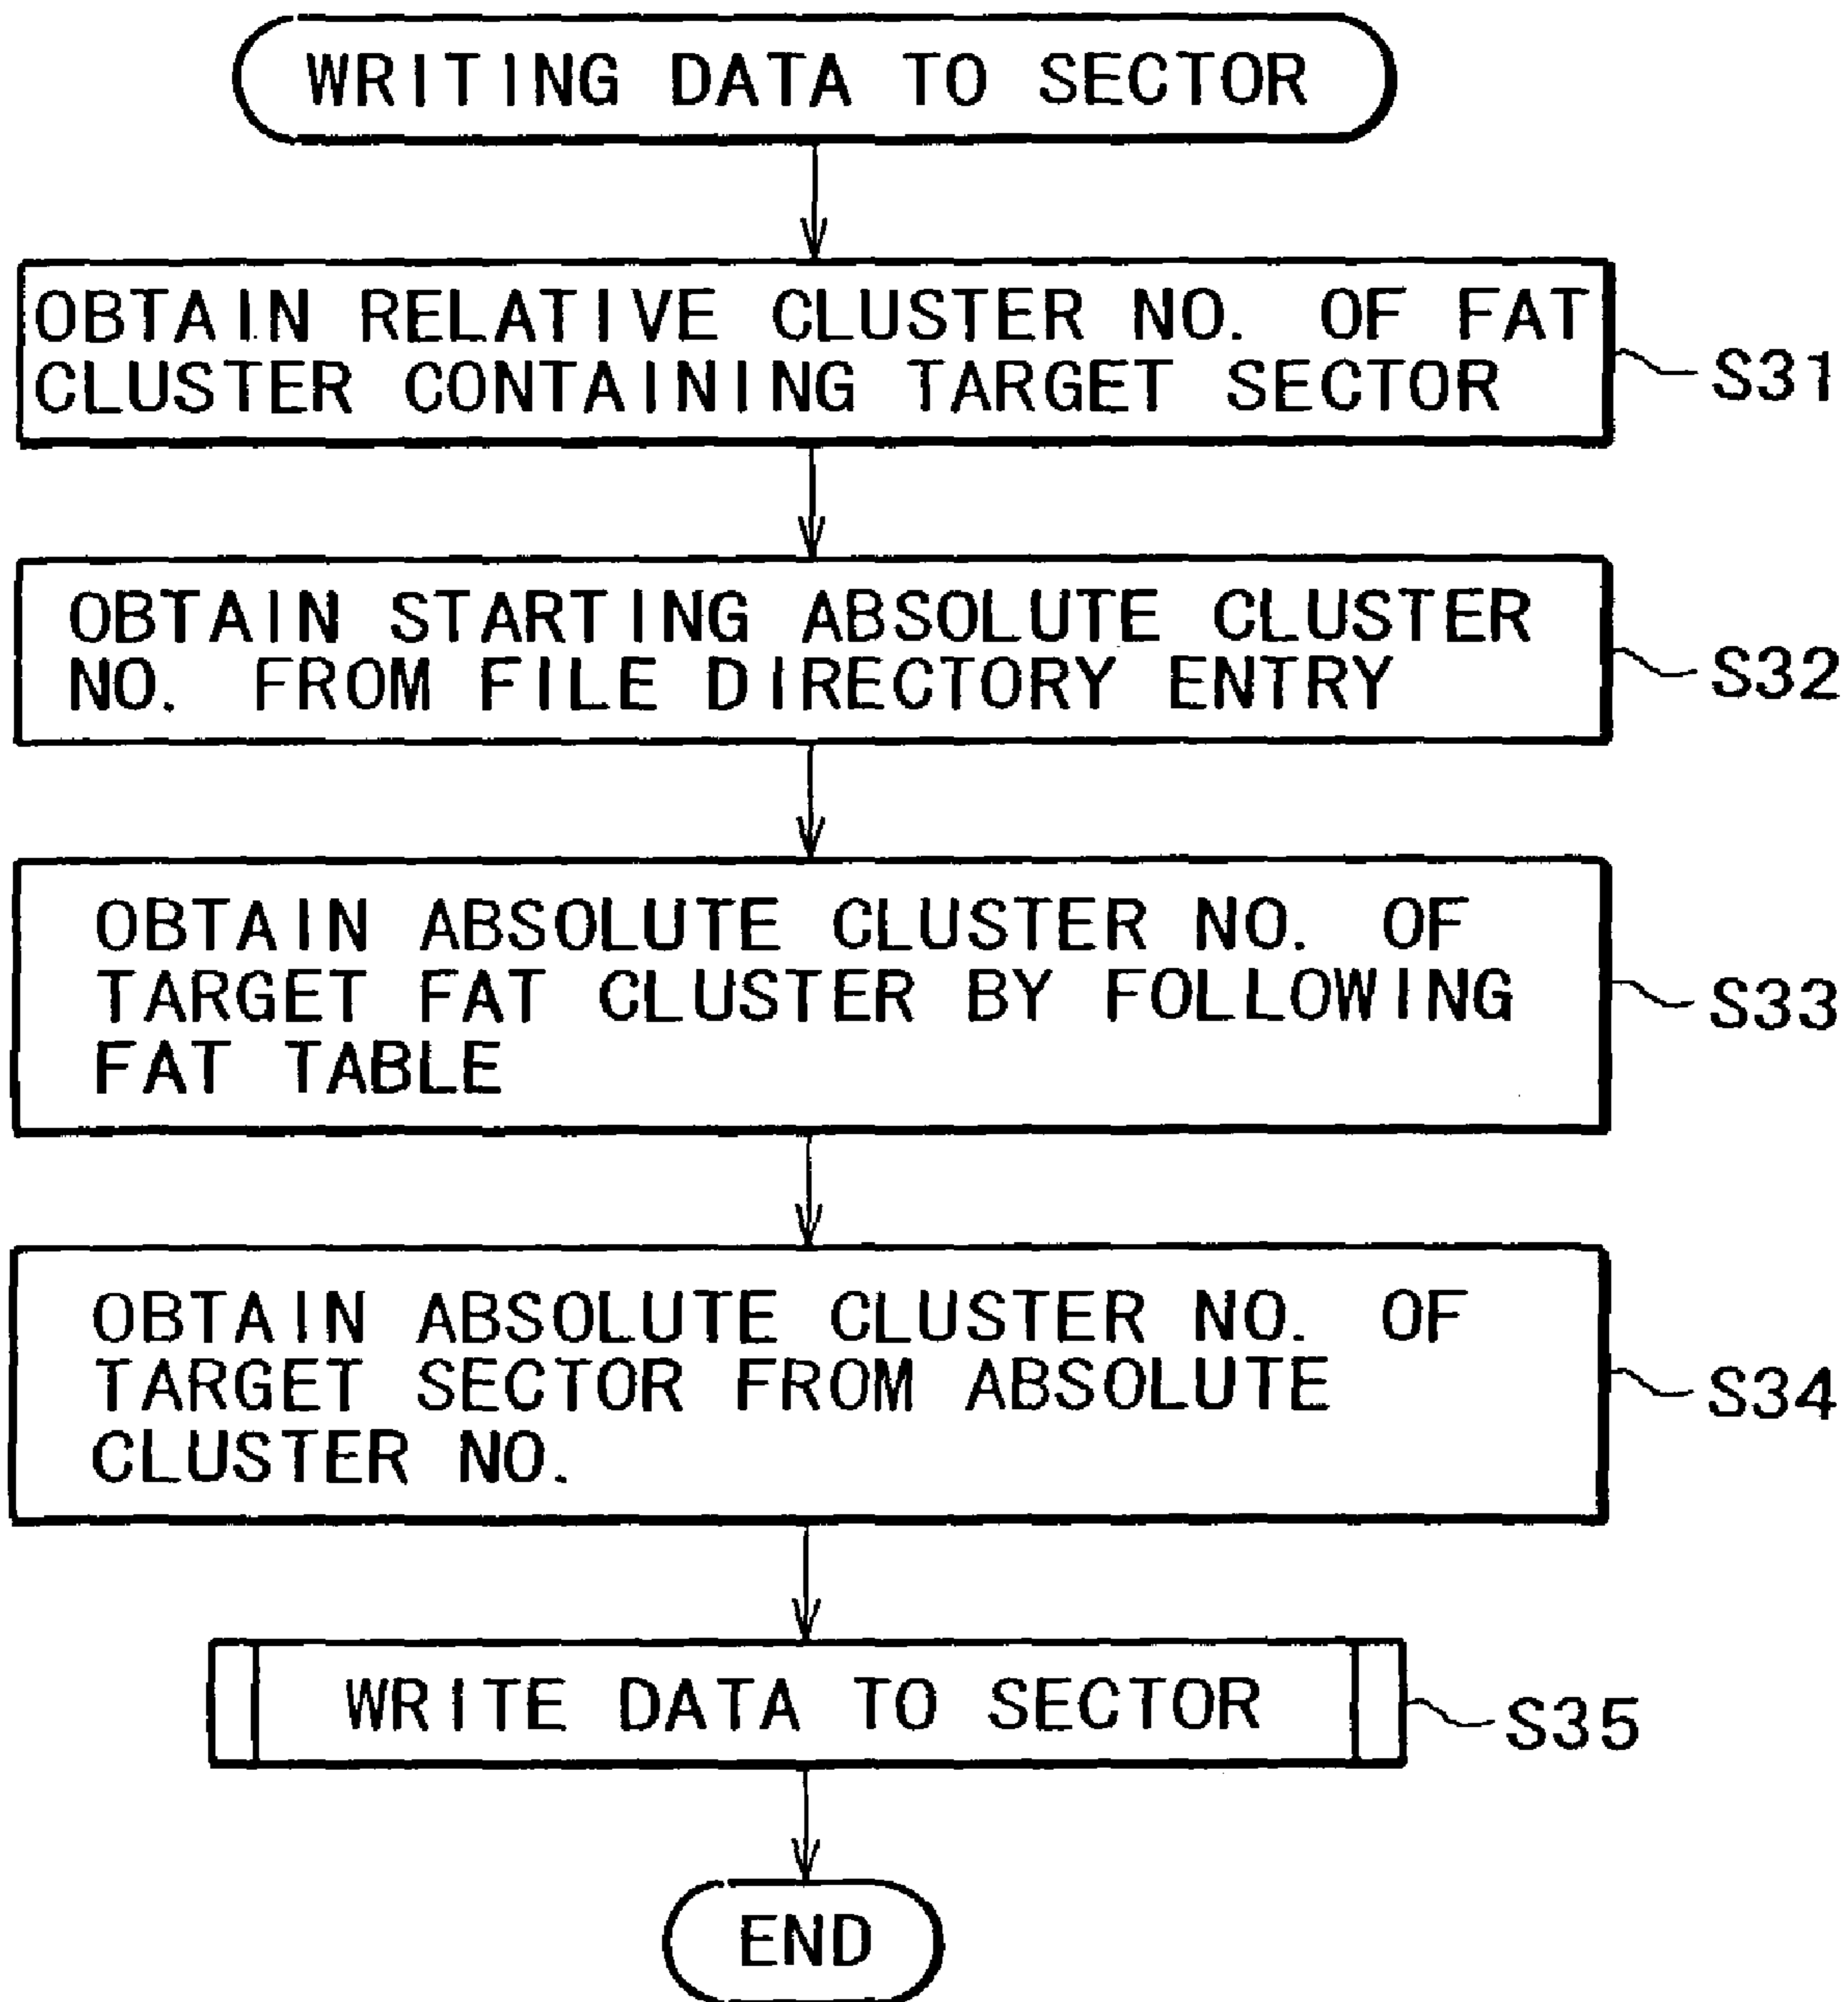 WRITING DATA TO SECTOR
OBTAIN RELATIVE CLUSTER NO. OF FAT
CLUSTER CONTAINING TARGET SECTOR
S31
OBTAIN STARTING ABSOLUTE CLUSTER
NO. FROM FILE DIRECTORY ENTRY
S32
OBTAIN ABSOLUTE CLUSTER NO. OF
TARGET FAT CLUSTER BY FOLLOWING
FAT TABLE
S33
OBTAIN ABSOLUTE CLUSTER NO. OF
TARGET SECTOR FROM ABSOLUTE
CLUSTER NO.
S34
WRITE DATA TO SECTOR
S35
END